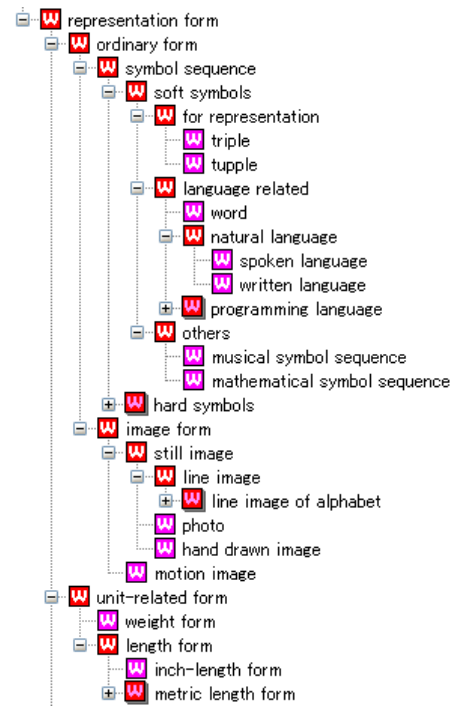 representation form
ordinary form
symbol sequence
soft symbols
for representation
triple
tupple
language related
word
natural language
spoken language
written language
programming language
others
musical symbol sequence
mathematical symbol sequence
hard symbols
image form
still image
line image
line image of alphabet
photo
hand drawn image
motion image
unit-related form
weight form
length form
inch-length form
metric length form